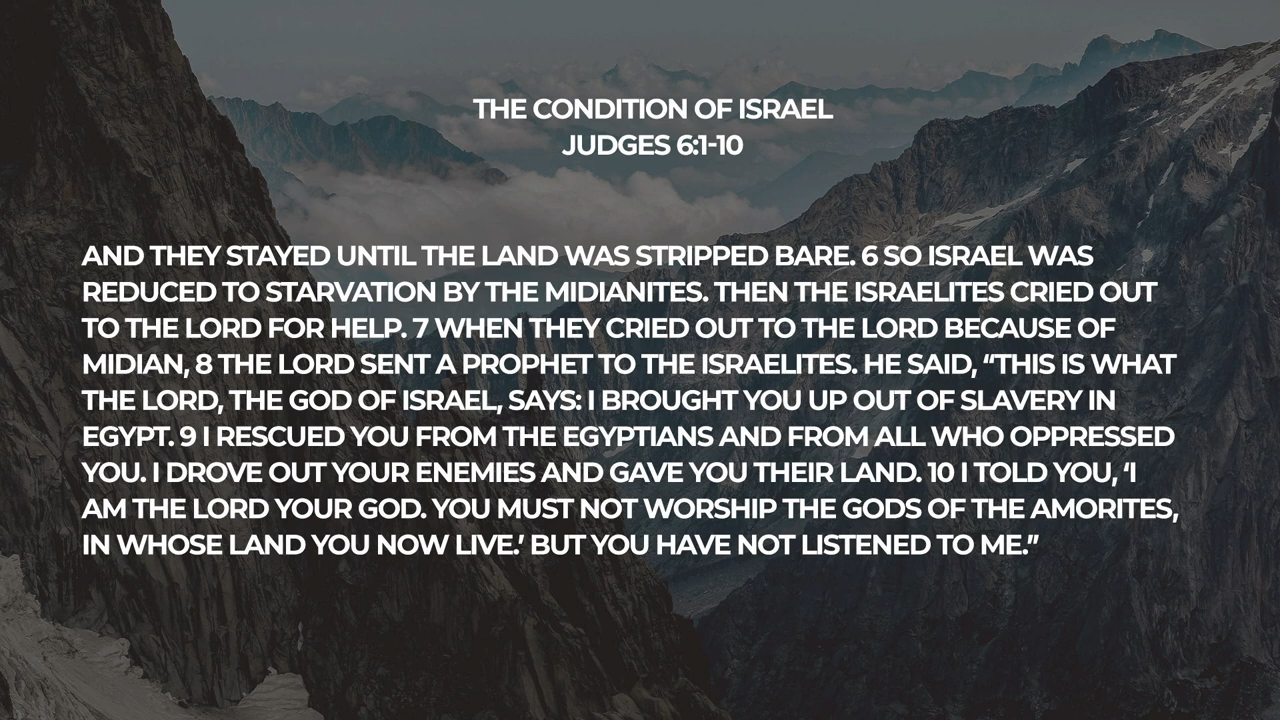 THE CONDITION OF ISRAEL
JUDGES 6:1-10
AND THEY STAYED UNTIL THE LAND WAS STRIPPED BARE. 6 SO ISRAEL WAS
REDUCED TO STARVATION BY THE MIDIANITES. THEN THE ISRAELITES CRIED OUT
TO THE LORD FOR HELP. 7 WHEN THEY CRIED OUT TO THE LORD BECAUSE OF
MIDIAN, 8 THE LORD SENT A PROPHET TO THE ISRAELITES. HE SAID, “THIS IS WHAT
THE LORD, THE GOD OF ISRAEL, SAYS: I BROUGHT YOU UP OUT OF SLAVERY IN
EGYPT. 9 I RESCUED YOU FROM THE EGYPTIANS AND FROM ALL WHO OPPRESSED
YOU. I DROVE OUT YOUR ENEMIES AND GAVE YOU THEIR LAND. 10 I TOLD YOU, ‘I
AM THE LORD YOUR GOD. YOU MUST NOT WORSHIP THE GODS OF THE AMORITES,
IN WHOSE LAND YOU NOW LIVE.’ BUT YOU HAVE NOT LISTENED TO ME.”